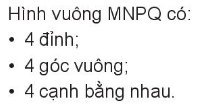 Hình vuông MNPQ có:
• 4 đỉnh;
• 4 góc vuông;
• 4 cạnh bằng nhau.